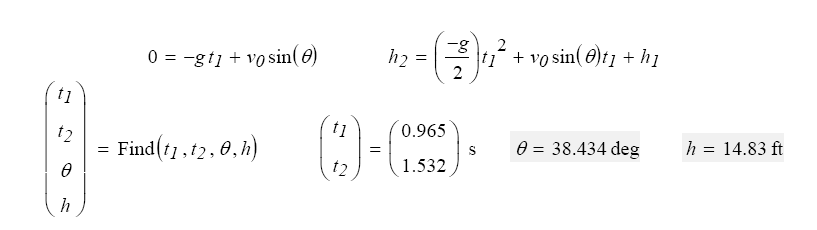 0 = -g t1 + v0 sin(θ)    h2 = (-g/2) t1^2 + v0 sin(θ) t1 + h1
(t1
t2
θ
h) = Find(t1, t2, θ, h)    (t1
t2) = (0.965
1.532) s    θ = 38.434 deg    h = 14.83 ft